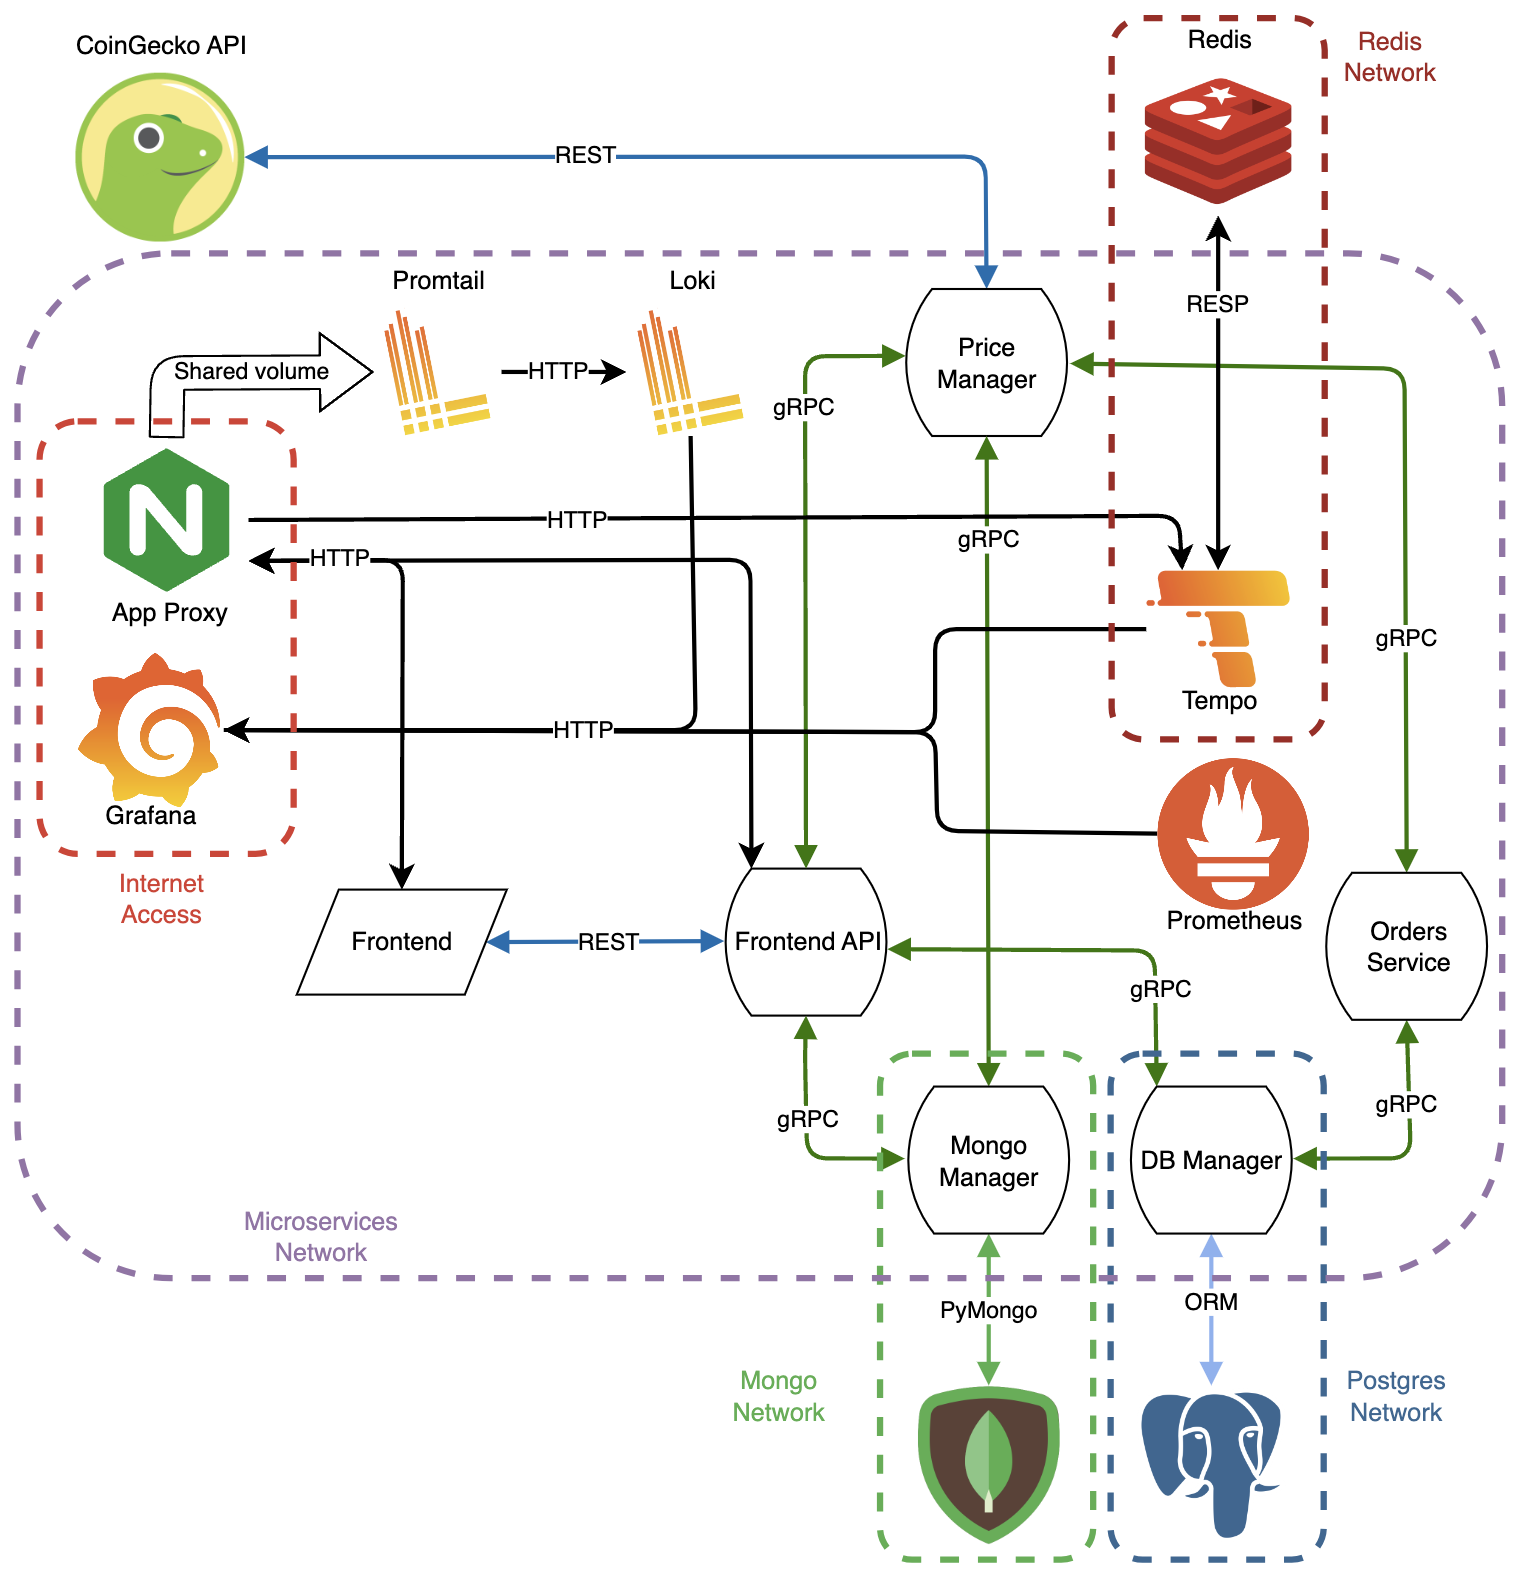 CoinGecko API
Redis
Redis
Network
REST
Promtail
Loki
RESP
Price
Manager
Shared volume
HTTP
gRPC
HTTP
gRPC
HTTP
App Proxy
gRPC
Tempo
HTTP
Grafana
Internet
Access
Prometheus
Frontend
REST
Frontend API
Orders
Service
gRPC
gRPC
gRPC
Mongo
Manager
DB Manager
Microservices
Network
PyMongo
ORM
Mongo
Network
Postgres
Network